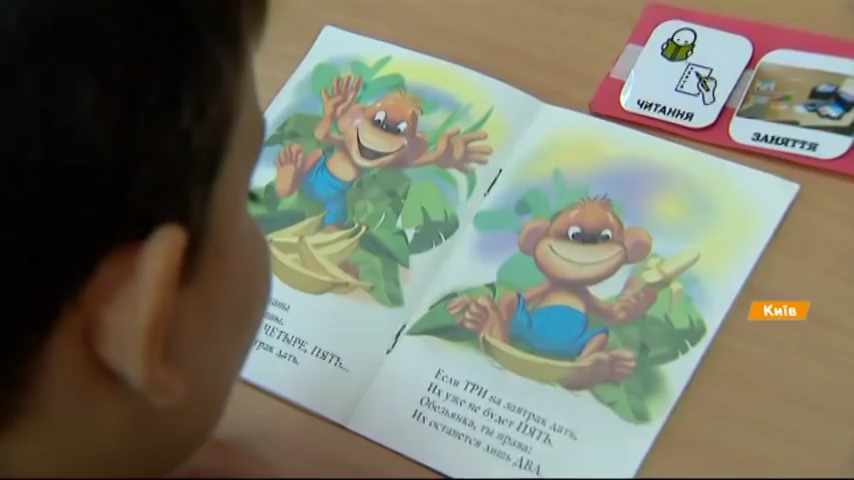 ЧИТАННЯ
ЗАНЯТТЯ
Київ
ЧЕТЫРЕ, ПЯТЬ...
дать.
Если ТРИ на завтрак дать,
Их уже не будет ПЯТЬ.
Обезьянка, ты права:
Их останется лишь ДВА.